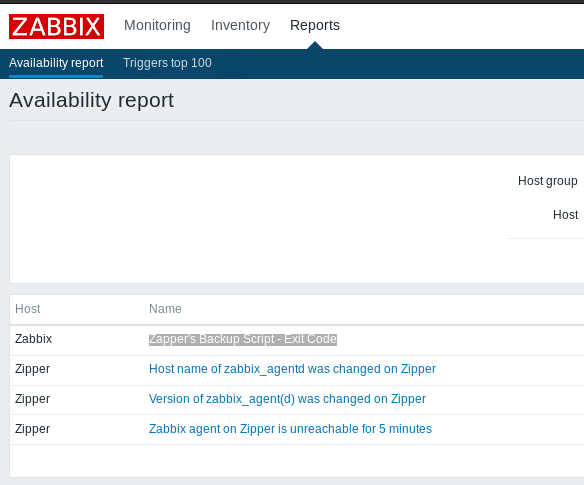 ZABBIX Monitoring Inventory Reports
Availability report Triggers top 100
Availability report
Host group
Host
Host Name
Zabbix Zapper's Backup Script - Exit Code
Zipper Host name of zabbix_agentd was changed on Zipper
Zipper Version of zabbix_agent(d) was changed on Zipper
Zipper Zabbix agent on Zipper is unreachable for 5 minutes